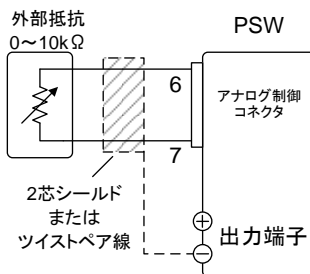 外部抵抗
0～10kΩ
PSW
6
アナログ制御
コネクタ
7
2芯シールド
または
ツイストペア線
出力端子